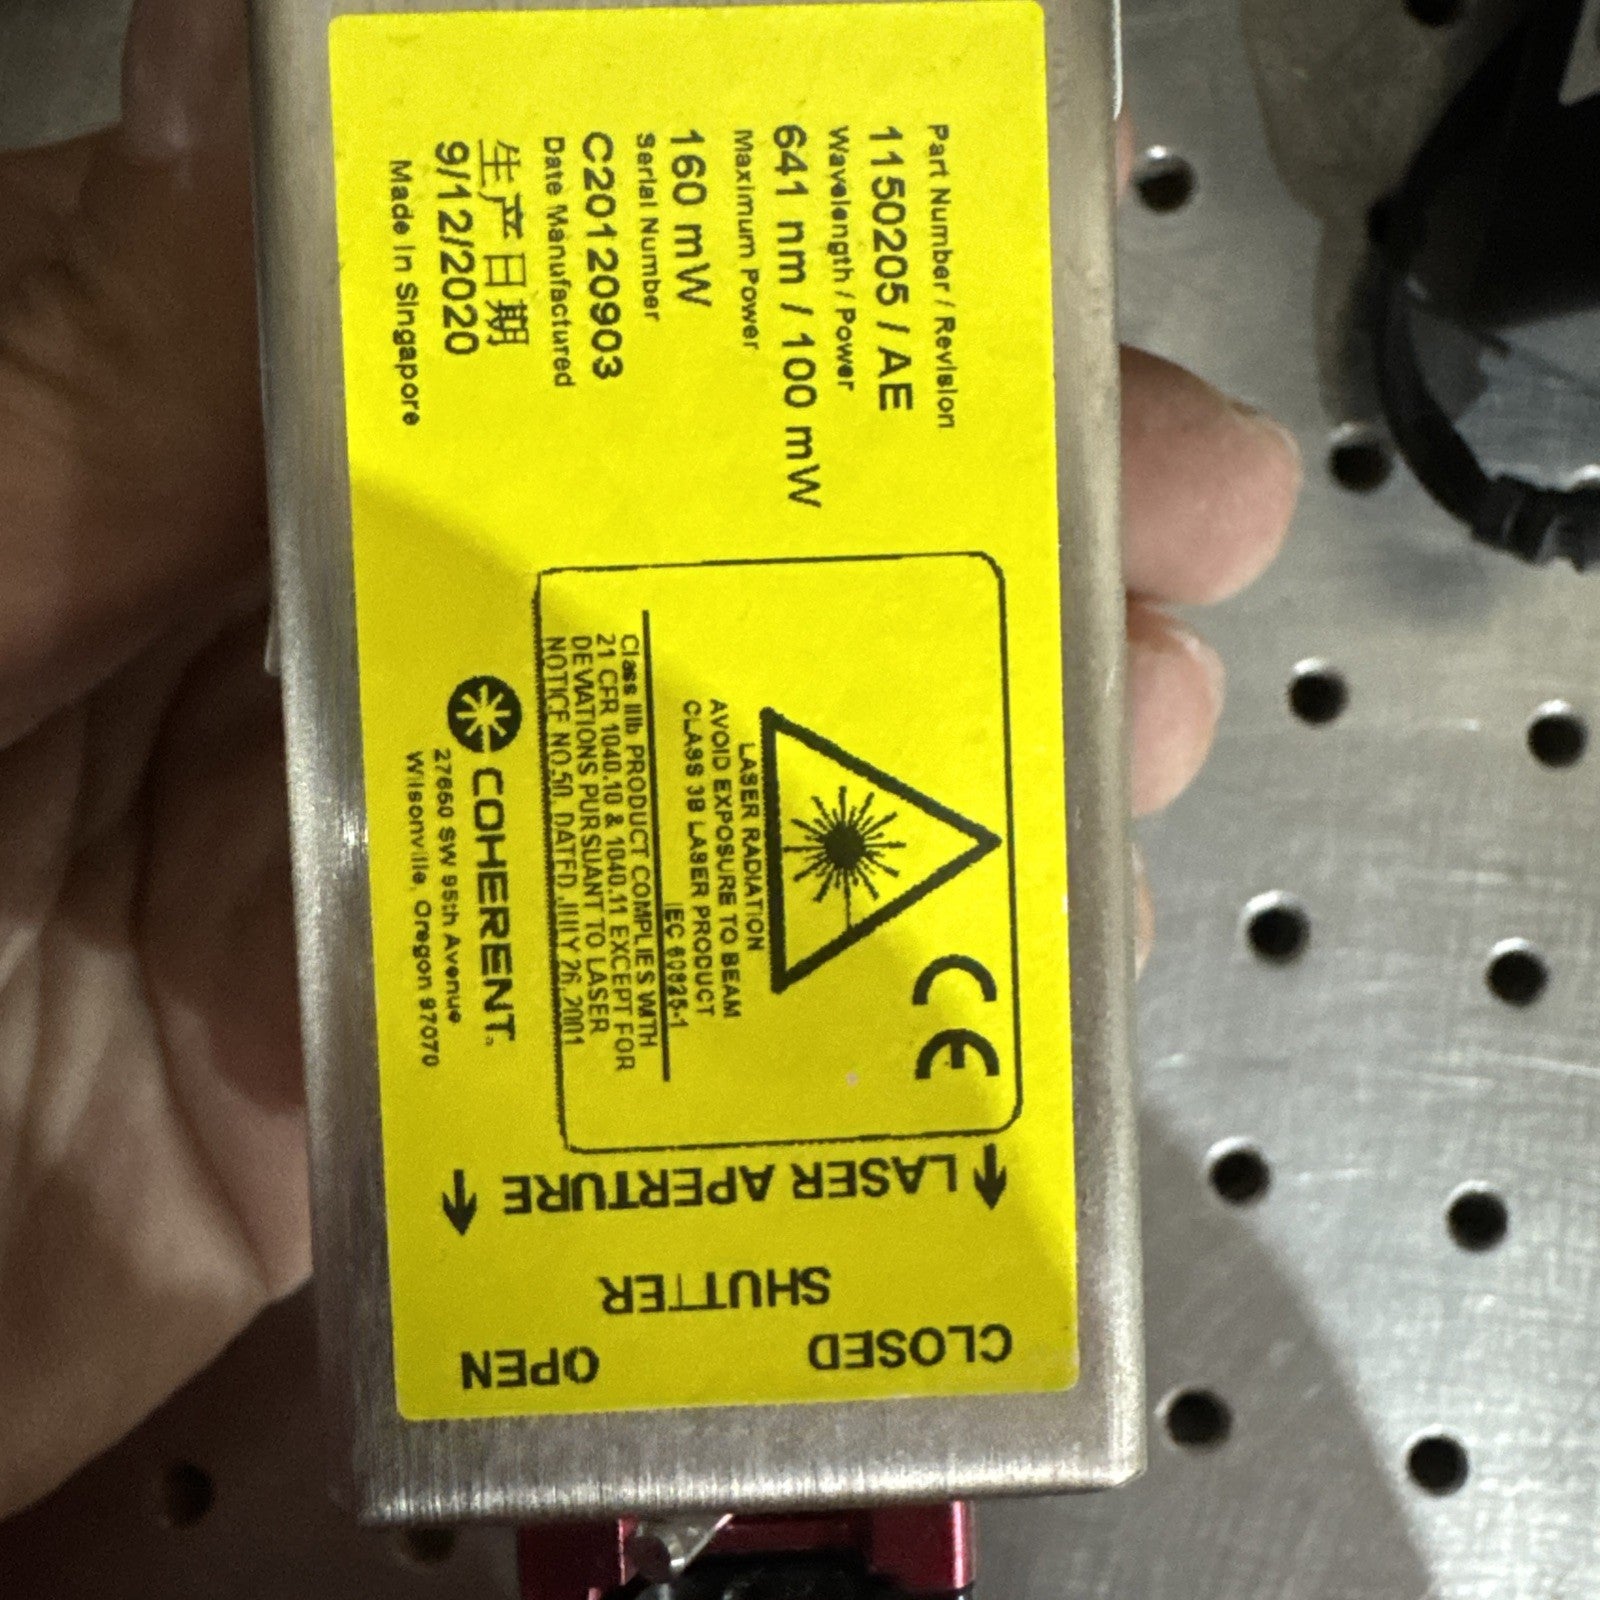 Part Number / Revision
1150205 / AE
Wavelength / Power
641 nm / 100 mW
Maximum Power
160 mW
Serial Number
C20120903
Date Manufactured
生产日期
9/12/2020
Made In Singapore
CE
LASER RADIATION
AVOID EXPOSURE TO BEAM
CLASS 3B LASER PRODUCT
IEC 60825-1
Class IIIb PRODUCT COMPLIES WITH
21 CFR 1040.10 & 1040.11 EXCEPT FOR
DEVIATIONS PURSUANT TO LASER
NOTICE NO.50, DATED JULY 26, 2001
COHERENT
27650 SW 95th Avenue
Wilsonville, Oregon 97070
LASER APERTURE
SHUTTER
CLOSED OPEN